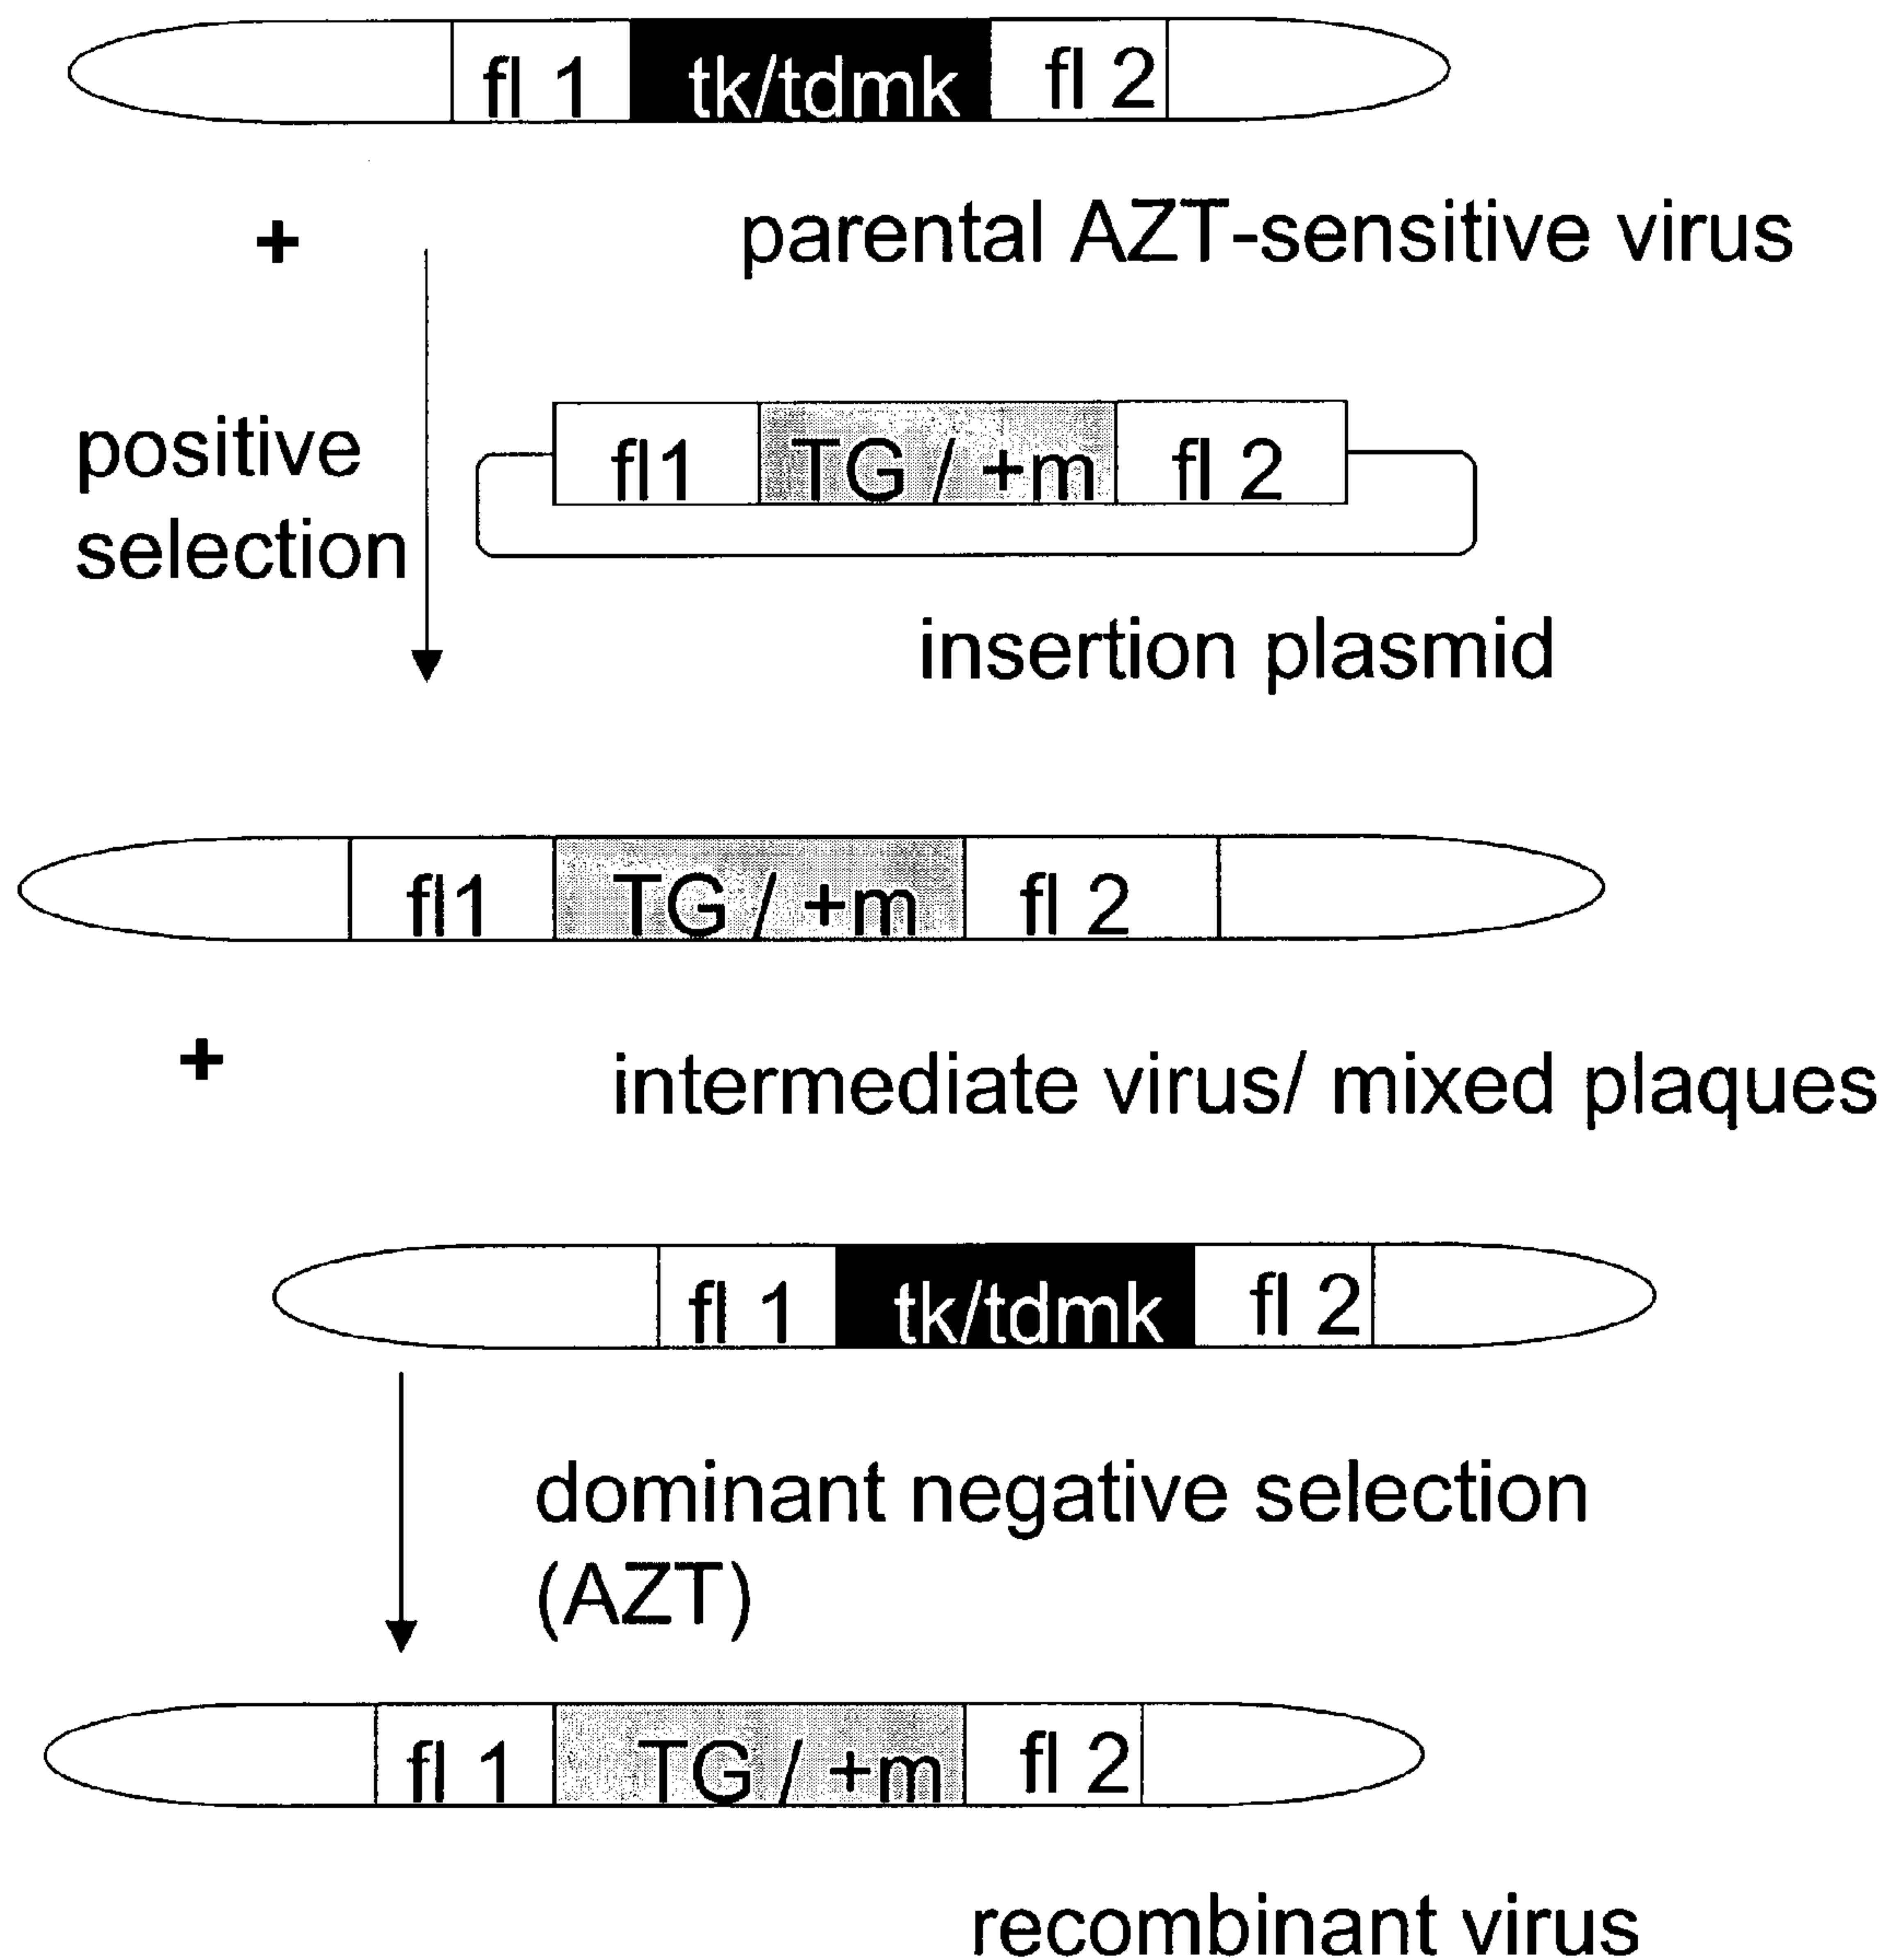 fl 1 tk/tdmk fl 2
+
parental AZT-sensitive virus
positive
selection
fl1 TG / +m fl 2
insertion plasmid
fl1 TG / +m fl 2
+
intermediate virus/ mixed plaques
fl 1 tk/tdmk fl 2
dominant negative selection
(AZT)
fl 1 TG / +m fl 2
recombinant virus